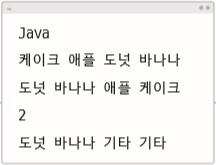 Java
케이크 애플 도넛 바나나
도넛 바나나 애플 케이크
2
도넛 바나나 기타 기타